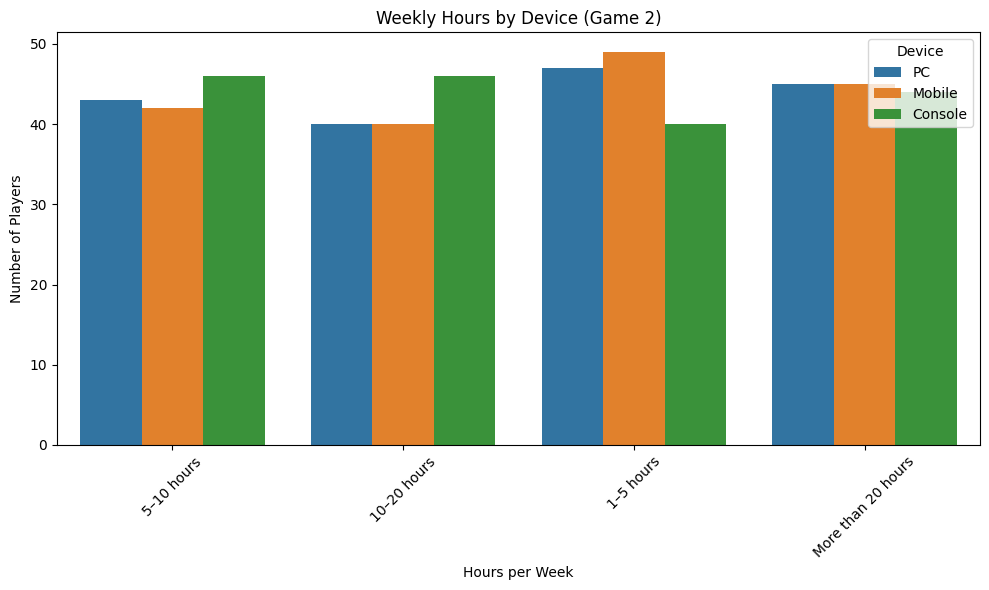 Weekly Hours by Device (Game 2)
Device
PC
Mobile
Console
Number of Players
50
40
30
20
10
0
5–10 hours
10–20 hours
1–5 hours
More than 20 hours
Hours per Week